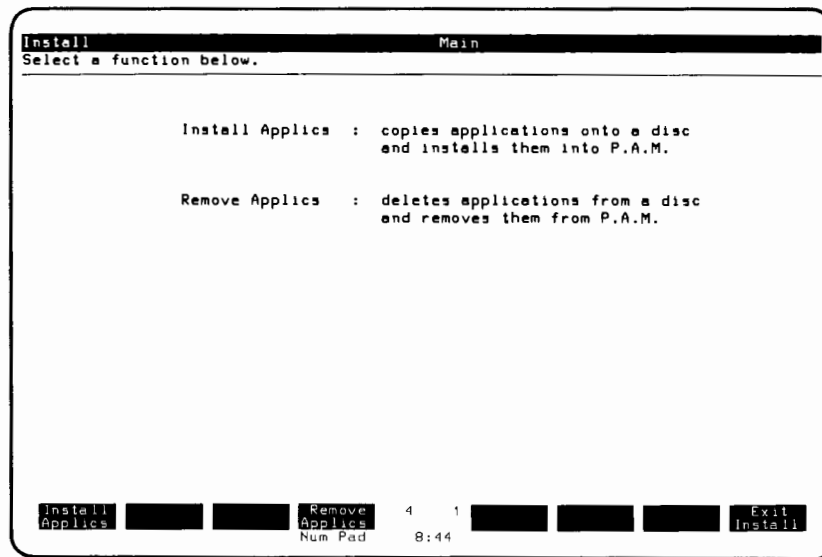 Install Main
Select a function below.
Install Applics : copies applications onto a disc
and installs them into P.A.M.
Remove Applics : deletes applications from a disc
and removes them from P.A.M.
Install Remove 4 1 Exit
Applics Applics Install
Num Pad 8:44